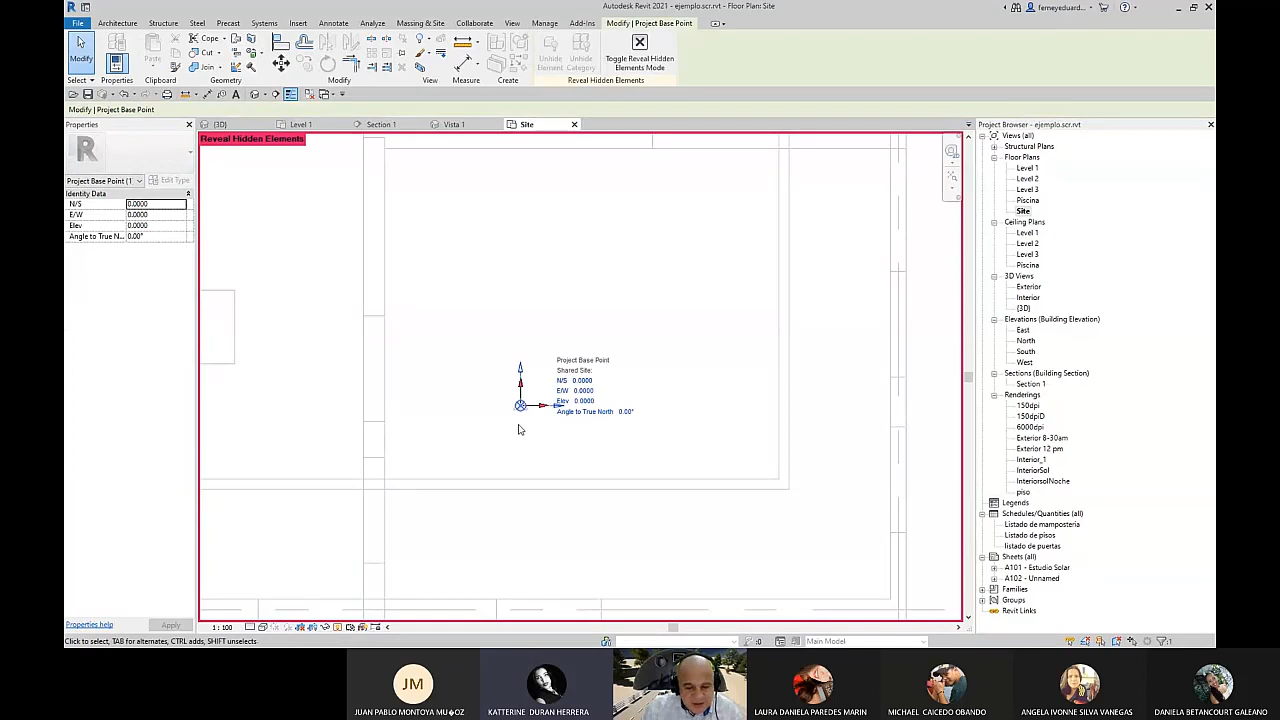 Autodesk Revit 2021 - ejemplo.scr.rvt - Floor Plan: Site
ferneyeduard...
File Architecture Structure Steel Precast Systems Insert Annotate Analyze Massing & Site Collaborate View Manage Add-Ins Modify | Project Base Point
Modify
Paste
Cope
Cut
Join
Unhide Element
Unhide Category
Toggle Reveal Hidden Elements Mode
Select Properties Clipboard Geometry Modify View Measure Create Reveal Hidden Elements
Modify | Project Base Point
Properties
{3D} Level 1 Section 1 Vista 1 Site
Project Browser - ejemplo.scr.rvt
Reveal Hidden Elements
Project Base Point (1
Edit Type
Identity Data
N/S 0.0000
E/W 0.0000
Elev 0.0000
Angle to True N... 0.00°
Project Base Point
Shared Site:
N/S 0.0000
E/W 0.0000
Elev 0.0000
Angle to True North 0.00°
Views (all)
Structural Plans
Floor Plans
Level 1
Level 2
Level 3
Piscina
Site
Ceiling Plans
Level 1
Level 2
Level 3
Piscina
3D Views
Exterior
Interior
{3D}
Elevations (Building Elevation)
East
North
South
West
Sections (Building Section)
Section 1
Renderings
150dpi
150dpiD
6000dpi
Exterior 8-30am
Exterior 12 pm
Interior_1
InteriorSol
InteriorsolNoche
piso
Legends
Schedules/Quantities (all)
Listado de mamposteria
Listado de pisos
listado de puertas
Sheets (all)
A101 - Estudio Solar
A102 - Unnamed
Families
Groups
Revit Links
Properties help
Apply
1 : 100
Click to select, TAB for alternates, CTRL adds, SHIFT unselects
:0
Main Model
:1
JM
JUAN PABLO MONTOYA MU�OZ
KATTERINE DURAN HERRERA
LAURA DANIELA PAREDES MARIN
MICHAEL CAICEDO OBANDO
ANGELA IVONNE SILVA VANEGAS
DANIELA BETANCOURT GALEANO